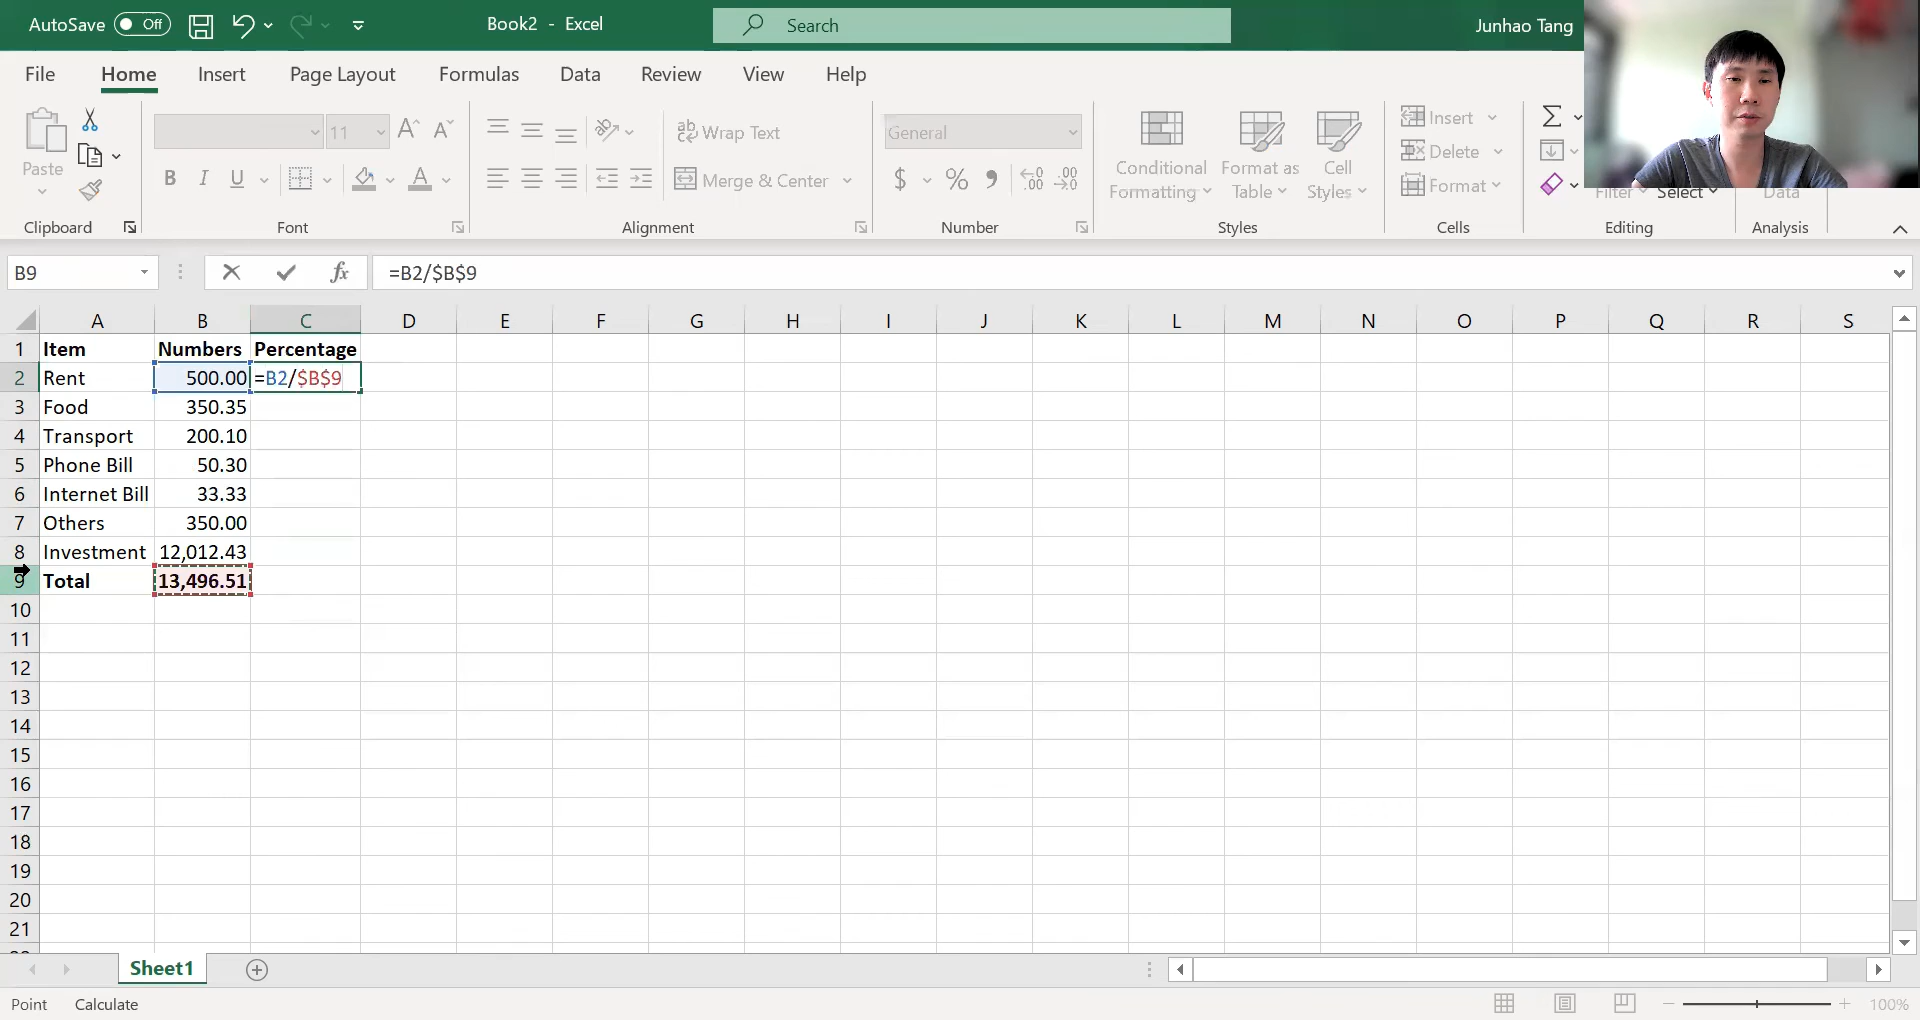 AutoSave Off Book2 - Excel Search Junhao Tang
File Home Insert Page Layout Formulas Data Review View Help
Paste 11 A A ab Wrap Text General Conditional Formatting Format as Table Cell Styles Insert
Delete
B I U A Merge & Center $ % Format Filter Select Data
Clipboard Font Alignment Number Styles Cells Editing Analysis
B9 fx =B2/$B$9
A B C D E F G H I J K L M N O P Q R S
1 Item Numbers Percentage
2 Rent 500.00 =B2/$B$9
3 Food 350.35
4 Transport 200.10
5 Phone Bill 50.30
6 Internet Bill 33.33
7 Others 350.00
8 Investment 12,012.43
9 Total 13,496.51
10
11
12
13
14
15
16
17
18
19
20
21
Sheet1
Point Calculate 100%